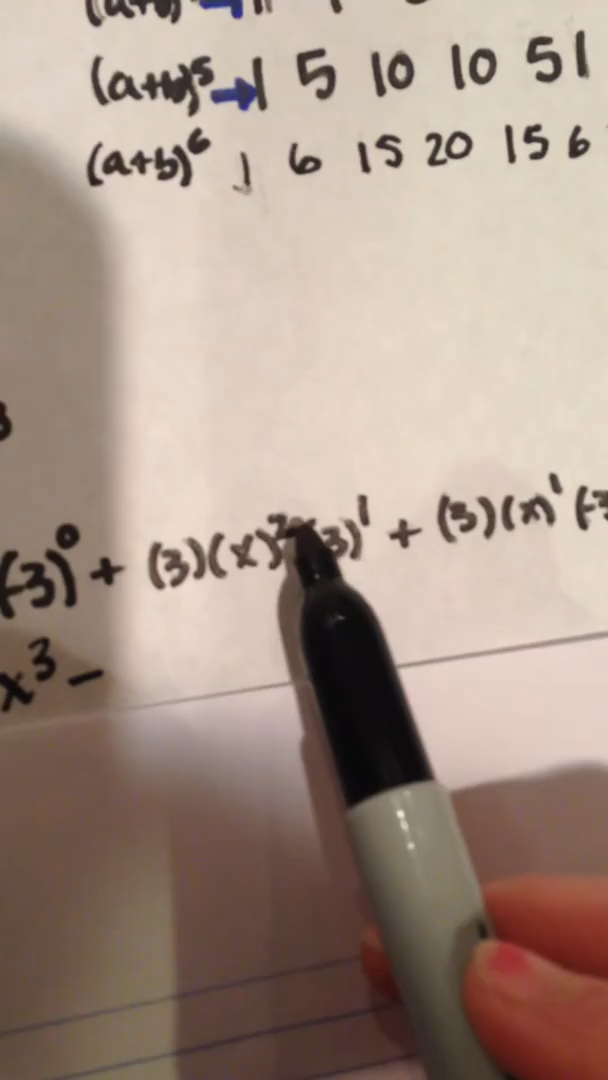 (a+b)⁵ → 1 5 10 10 5 1
(a+b)⁶ 1 6 15 20 15 6
(-3)⁰ + (3)(x)² 3)¹ + (3)(x)¹ (-3
x³ -